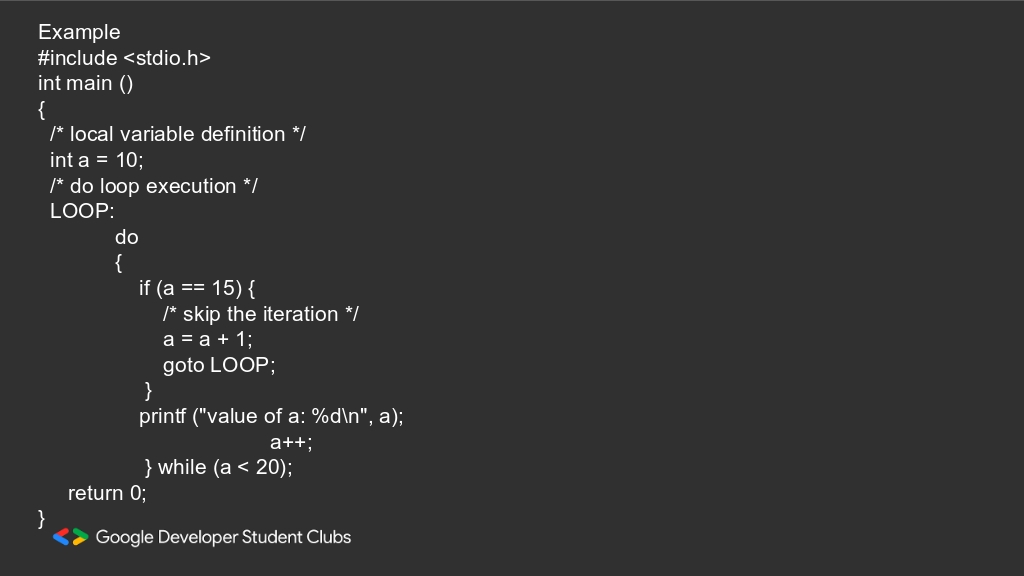 Example
#include <stdio.h>
int main ()
{
/* local variable definition */
int a = 10;
/* do loop execution */
LOOP:
do
{
if (a == 15) {
/* skip the iteration */
a = a + 1;
goto LOOP;
}
printf ("value of a: %d\n", a);
a++;
} while (a < 20);
return 0;
}
Google Developer Student Clubs